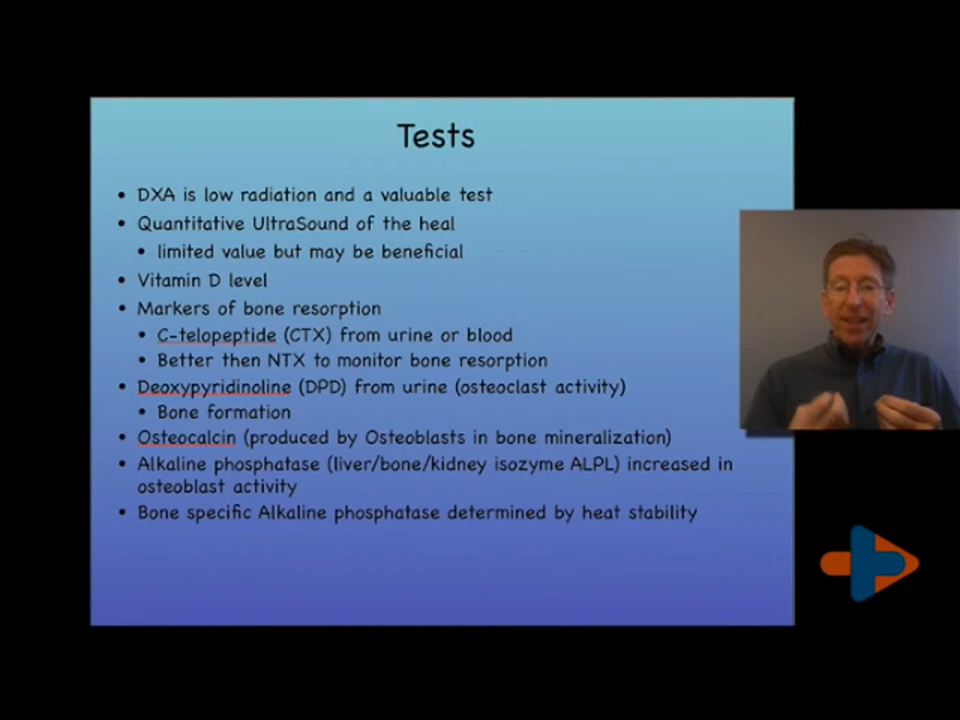 Tests
• DXA is low radiation and a valuable test
• Quantitative UltraSound of the heal
• limited value but may be beneficial
• Vitamin D level
• Markers of bone resorption
• C-telopeptide (CTX) from urine or blood
• Better then NTX to monitor bone resorption
• Deoxypyridinoline (DPD) from urine (osteoclast activity)
• Bone formation
• Osteocalcin (produced by Osteoblasts in bone mineralization)
• Alkaline phosphatase (liver/bone/kidney isozyme ALPL) increased in
osteoblast activity
• Bone specific Alkaline phosphatase determined by heat stability